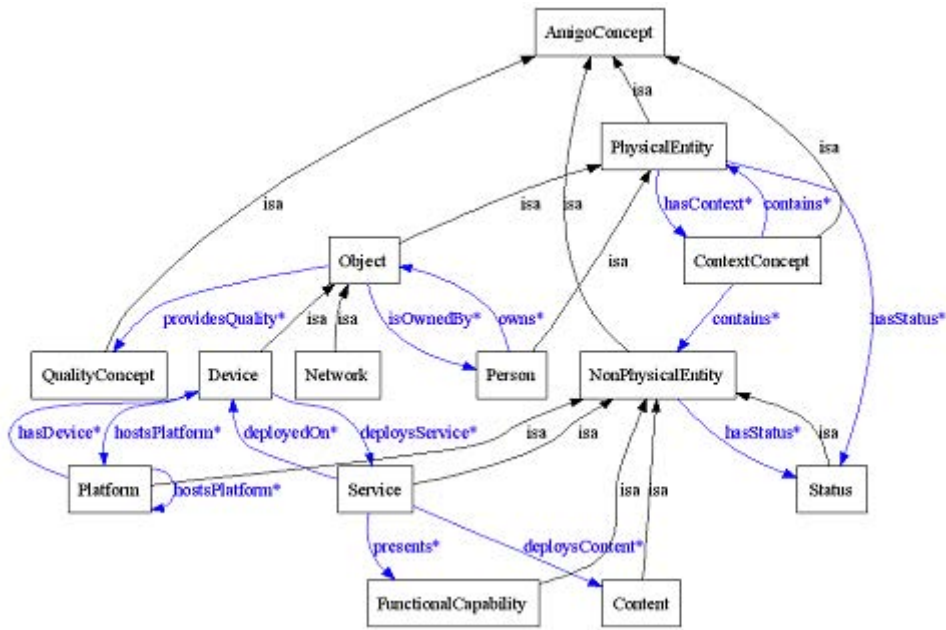 AmigoConcept
isa
PhysicalEntity
isa
isa
isa
isa
hasContext*
contains*
isa
Object
ContextConcept
providesQuality*
isa
isa
isOwnedBy*
owns*
contains*
hasStatus*
QualityConcept
Device
Network
Person
NonPhysicalEntity
hasDevice*
hostsPlatform*
deployedOn*
deploysService*
isa
isa
hasStatus*
isa
Platform
hostsPlatform*
Service
isa
isa
Status
presents*
deploysContent*
FunctionalCapability
Content